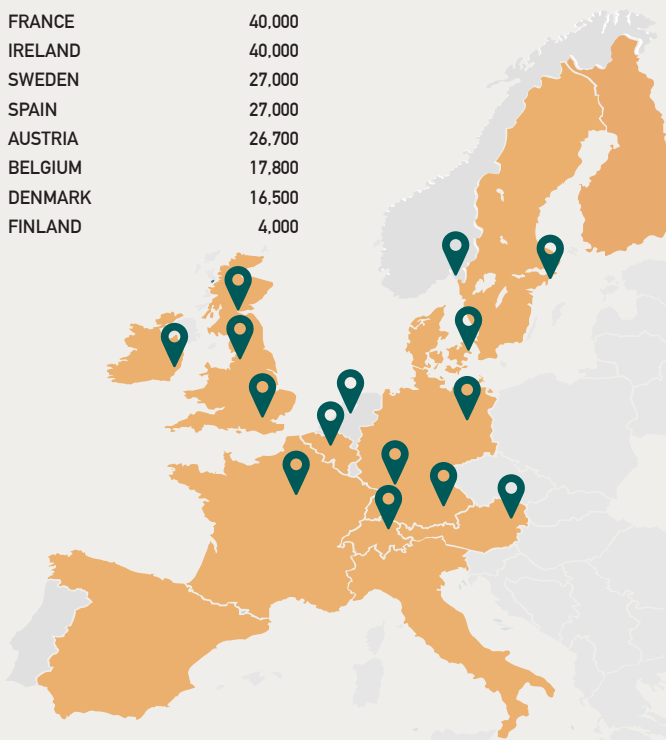 FRANCE 40,000
IRELAND 40,000
SWEDEN 27,000
SPAIN 27,000
AUSTRIA 26,700
BELGIUM 17,800
DENMARK 16,500
FINLAND 4,000